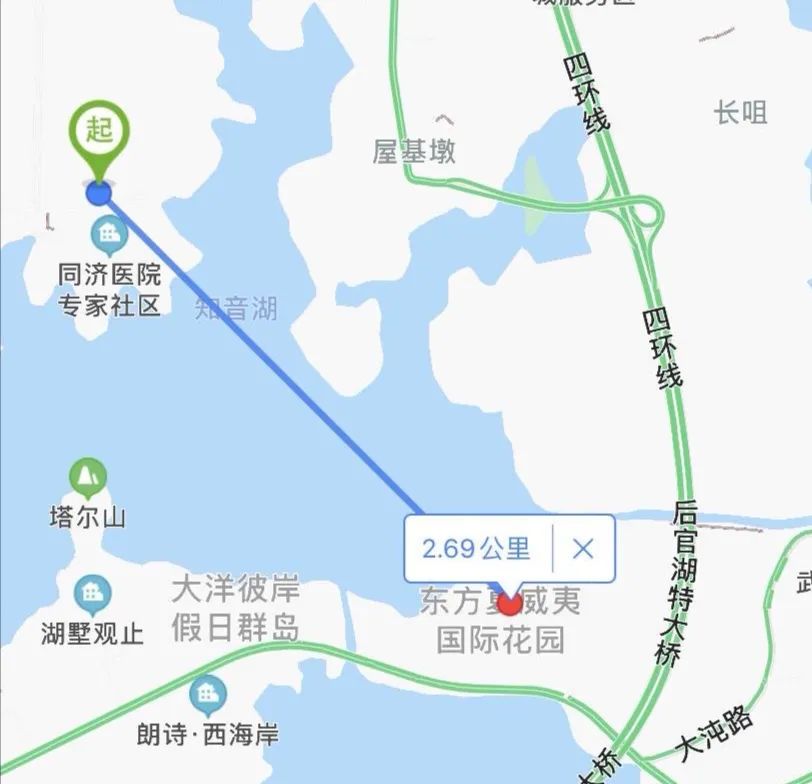 四环线
长咀
起
屋基墩
同济医院
专家社区
知音湖
四环线
塔尔山
2.69公里
后官湖特大桥
大洋彼岸
假日群岛
东方夏威夷
国际花园
湖墅观止
朗诗·西海岸
大沌路
大桥